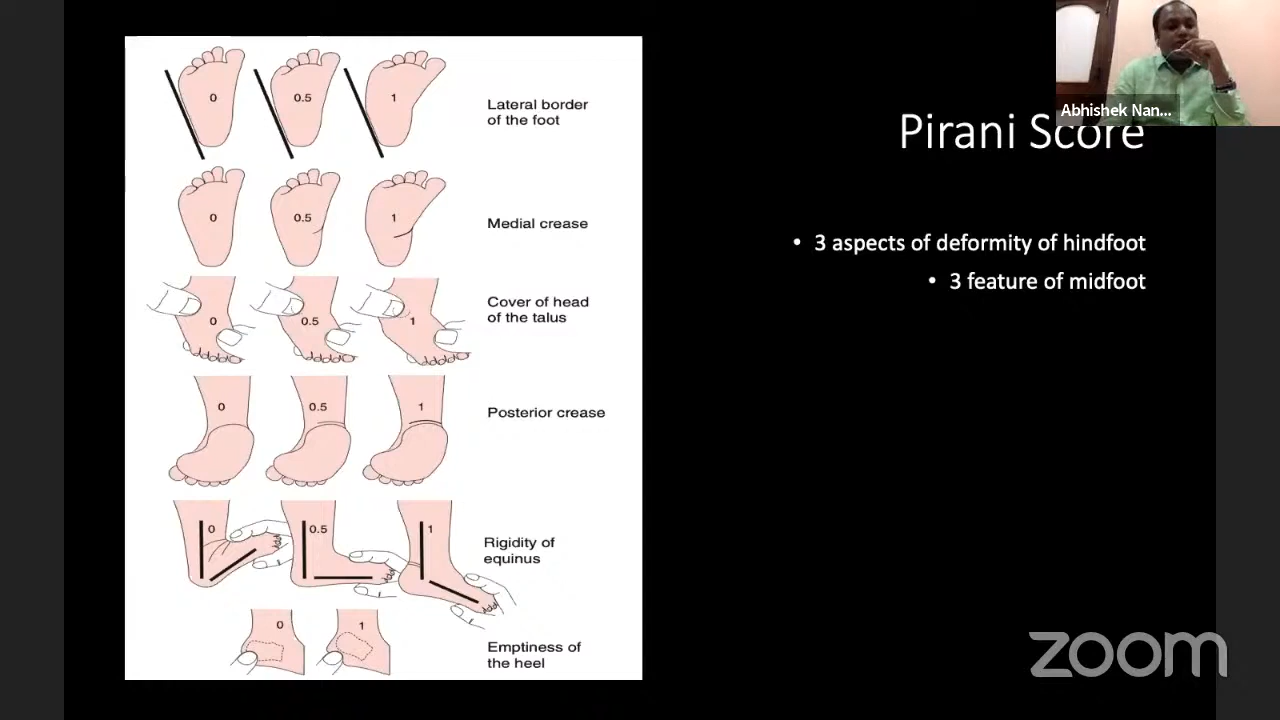 0 0.5 1
Lateral border
of the foot
0 0.5 1
Medial crease
0 0.5 1
Cover of head
of the talus
0 0.5 1
Posterior crease
0 0.5 1
Rigidity of
equinus
0 1
Emptiness of
the heel
Abhishek Nan...
Pirani Score
• 3 aspects of deformity of hindfoot
• 3 feature of midfoot
zoom